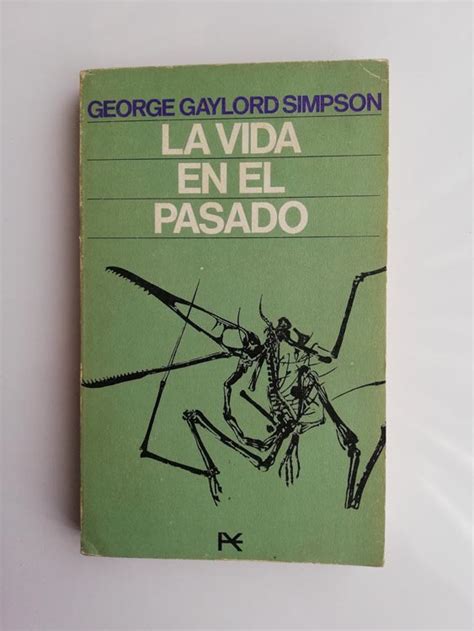 GEORGE GAYLORD SIMPSON
LA VIDA
EN EL
PASADO